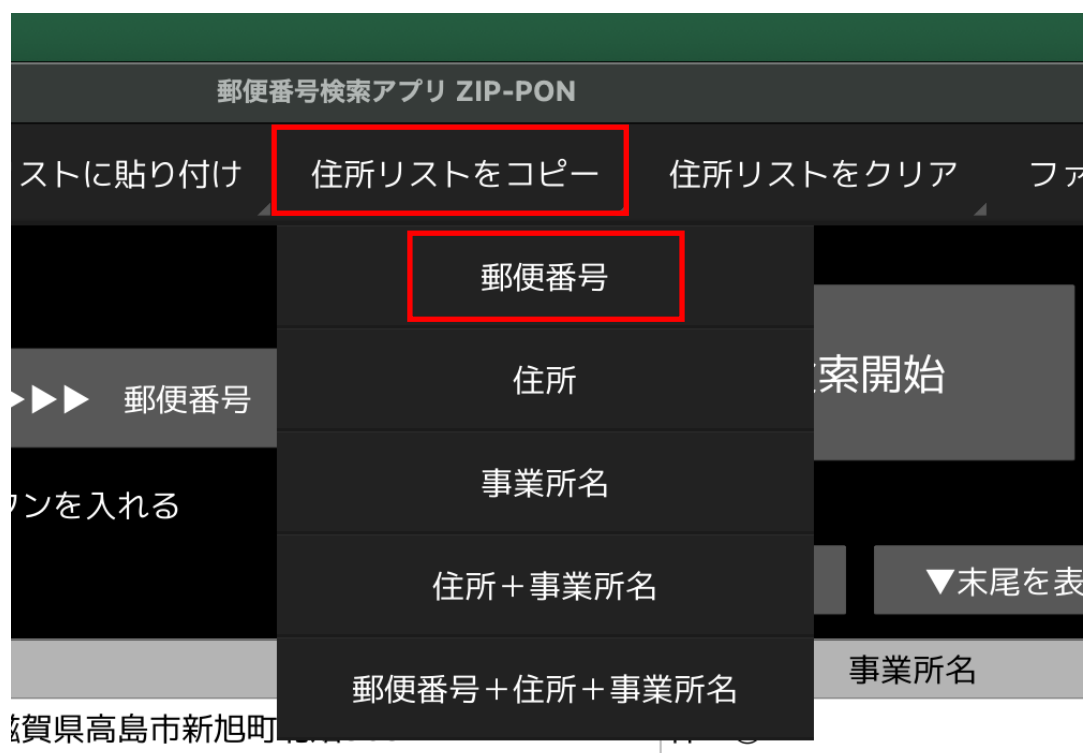 郵便番号検索アプリ ZIP-PON
ストに貼り付け 住所リストをコピー 住所リストをクリア ファ
郵便番号
▶▶▶ 郵便番号 住所 索開始
ンを入れる 事業所名
住所＋事業所名 ▼末尾を表
郵便番号＋住所＋事業所名 事業所名
賀県高島市新旭町